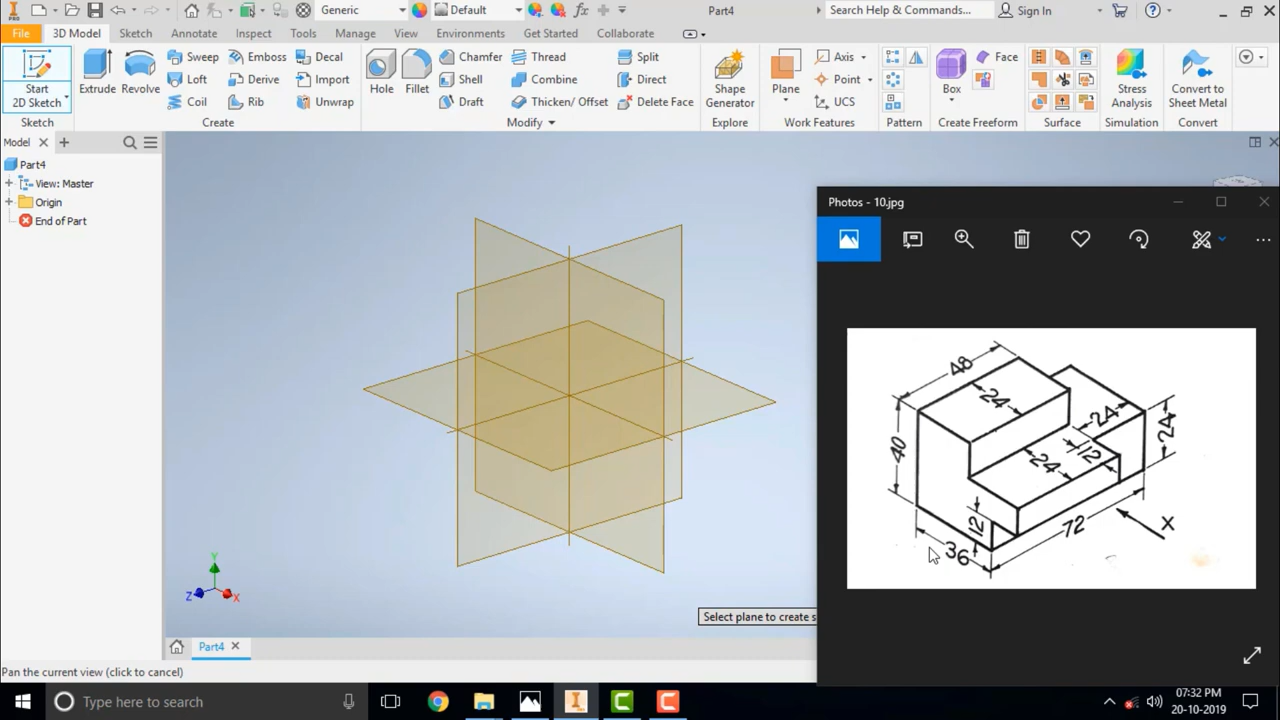 Generic
Default
Part4
Search Help & Commands...
Sign In
File
3D Model
Sketch
Annotate
Inspect
Tools
Manage
View
Environments
Get Started
Collaborate
Start
2D Sketch
Extrude
Revolve
Sweep
Loft
Coil
Emboss
Derive
Rib
Decal
Import
Unwrap
Hole
Fillet
Chamfer
Shell
Draft
Thread
Combine
Thicken/ Offset
Split
Direct
Delete Face
Shape
Generator
Plane
Axis
Point
UCS
Box
Face
Stress
Analysis
Convert to
Sheet Metal
Sketch
Create
Modify
Explore
Work Features
Pattern
Create Freeform
Surface
Simulation
Convert
Model
Part4
View: Master
Origin
End of Part
Y
Z
X
Select plane to create s
Photos - 10.jpg
48
24
24
24
40
24
12
12
36
72
X
Part4
Pan the current view (click to cancel)
Type here to search
07:32 PM
20-10-2019